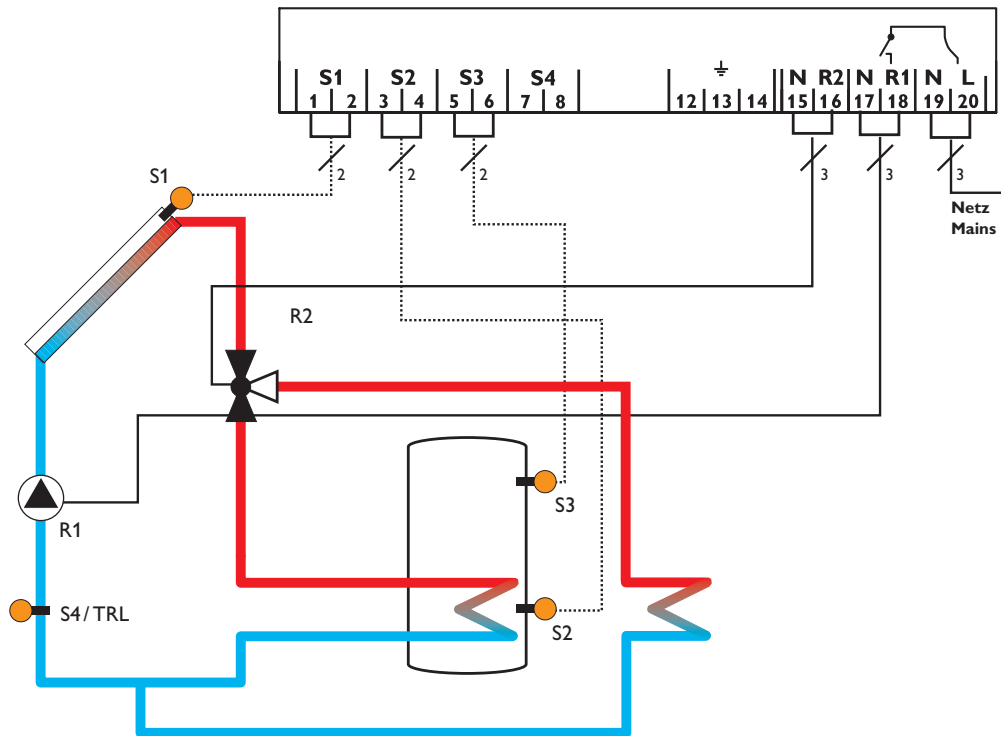 S1 S2 S3 S4 N R2 N R1 N L
1 2 3 4 5 6 7 8 12 13 14 15 16 17 18 19 20
2 2 2 3 3 3
S1
Netz
Mains
R2
S3
R1
S4/TRL
S2